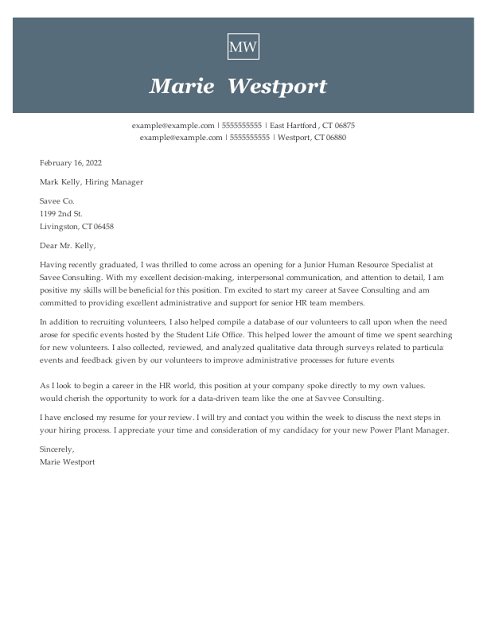 MW
Marie Westport
example@example.com | 5555555555 | East Hartford , CT 06875
example@example.com | 5555555555 | Westport, CT 06880
February 16, 2022
Mark Kelly, Hiring Manager
Savee Co.
1199 2nd St.
Livingston, CT 06458
Dear Mr. Kelly,
Having recently graduated, I was thrilled to come across an opening for a Junior Human Resource Specialist at
Savee Consulting. With my excellent decision-making, interpersonal communication, and attention to detail, I am
positive my skills will be beneficial for this position. I'm excited to start my career at Savee Consulting and am
committed to providing excellent administrative and support for senior HR team members.
In addition to recruiting volunteers, I also helped compile a database of our volunteers to call upon when the need
arose for specific events hosted by the Student Life Office. This helped lower the amount of time we spent searching
for new volunteers. I also collected, reviewed, and analyzed qualitative data through surveys related to particula
events and feedback given by our volunteers to improve administrative processes for future events
As I look to begin a career in the HR world, this position at your company spoke directly to my own values.
would cherish the opportunity to work for a data-driven team like the one at Savvee Consulting.
I have enclosed my resume for your review. I will try and contact you within the week to discuss the next steps in
your hiring process. I appreciate your time and consideration of my candidacy for your new Power Plant Manager.
Sincerely,
Marie Westport